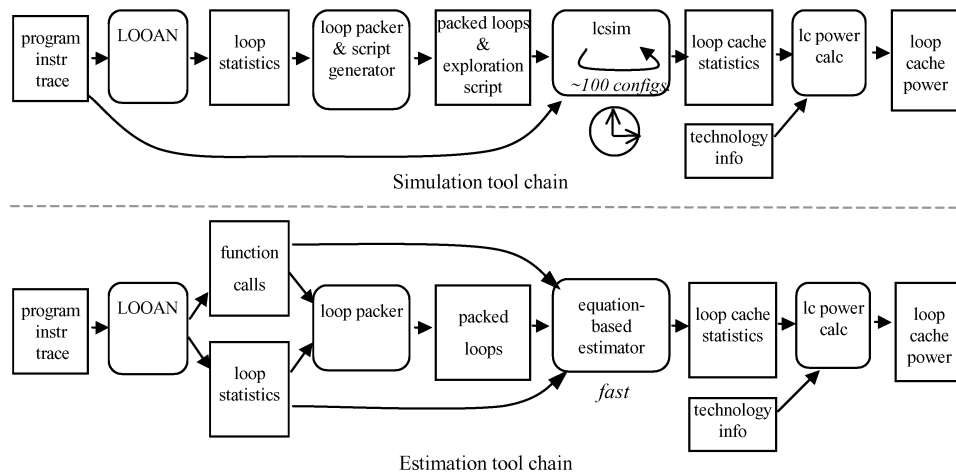 program
instr
trace
LOOAN
loop
statistics
loop packer
& script
generator
packed loops
&
exploration
script
lcsim
~100 configs.
loop cache
statistics
lc power
calc
loop
cache
power
technology
info
Simulation tool chain
function
calls
program
instr
trace
LOOAN
loop packer
packed
loops
equation-
based
estimator
loop cache
statistics
lc power
calc
loop
cache
power
loop
statistics
fast
technology
info
Estimation tool chain